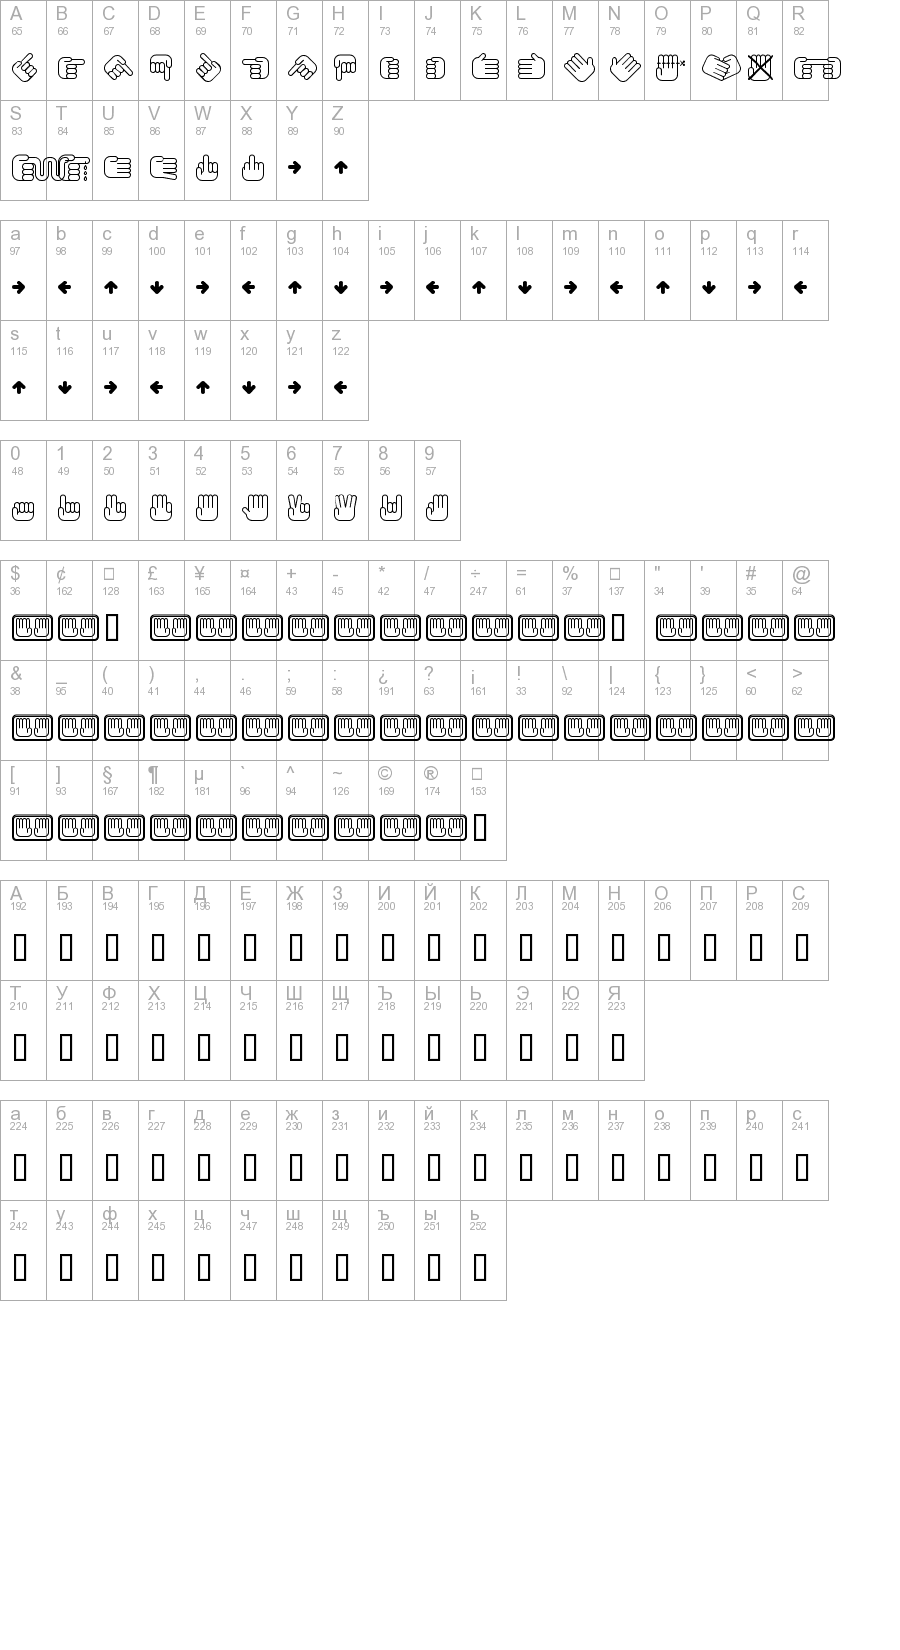 A B C D E F G H I J K L M N O P Q R
65 66 67 68 69 70 71 72 73 74 75 76 77 78 79 80 81 82
S T U V W X Y Z
83 84 85 86 87 88 89 90
a b c d e f g h i j k l m n o p q r
97 98 99 100 101 102 103 104 105 106 107 108 109 110 111 112 113 114
s t u v w x y z
115 116 117 118 119 120 121 122
0 1 2 3 4 5 6 7 8 9
48 49 50 51 52 53 54 55 56 57
$ ¢ □ £ ¥ ¤ + - * / ÷ = % □ " ' # @
36 162 128 163 165 164 43 45 42 47 247 61 37 137 34 39 35 64
& _ ( ) , . ; : ¿ ? ¡ ! \ | { } < >
38 95 40 41 44 46 59 58 191 63 161 33 92 124 123 125 60 62
[ ] § ¶ µ ` ^ ~ © ® □
91 93 167 182 181 96 94 126 169 174 153
А Б В Г Д Е Ж З И Й К Л М Н О П Р С
192 193 194 195 196 197 198 199 200 201 202 203 204 205 206 207 208 209
Т У Ф Х Ц Ч Ш Щ Ъ Ы Ь Э Ю Я
210 211 212 213 214 215 216 217 218 219 220 221 222 223
а б в г д е ж з и й к л м н о п р с
224 225 226 227 228 229 230 231 232 233 234 235 236 237 238 239 240 241
т у ф х ц ч ш щ ъ ы ь
242 243 244 245 246 247 248 249 250 251 252